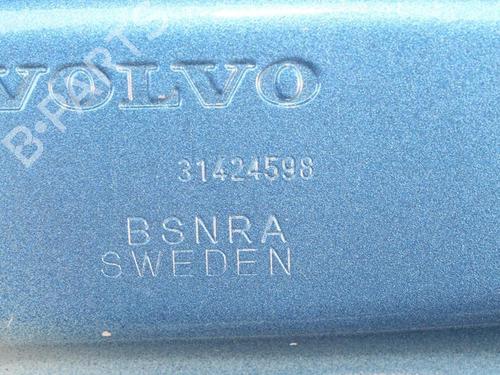 VOLVO
31424598
BSNRA
SWEDEN
B-PARTS